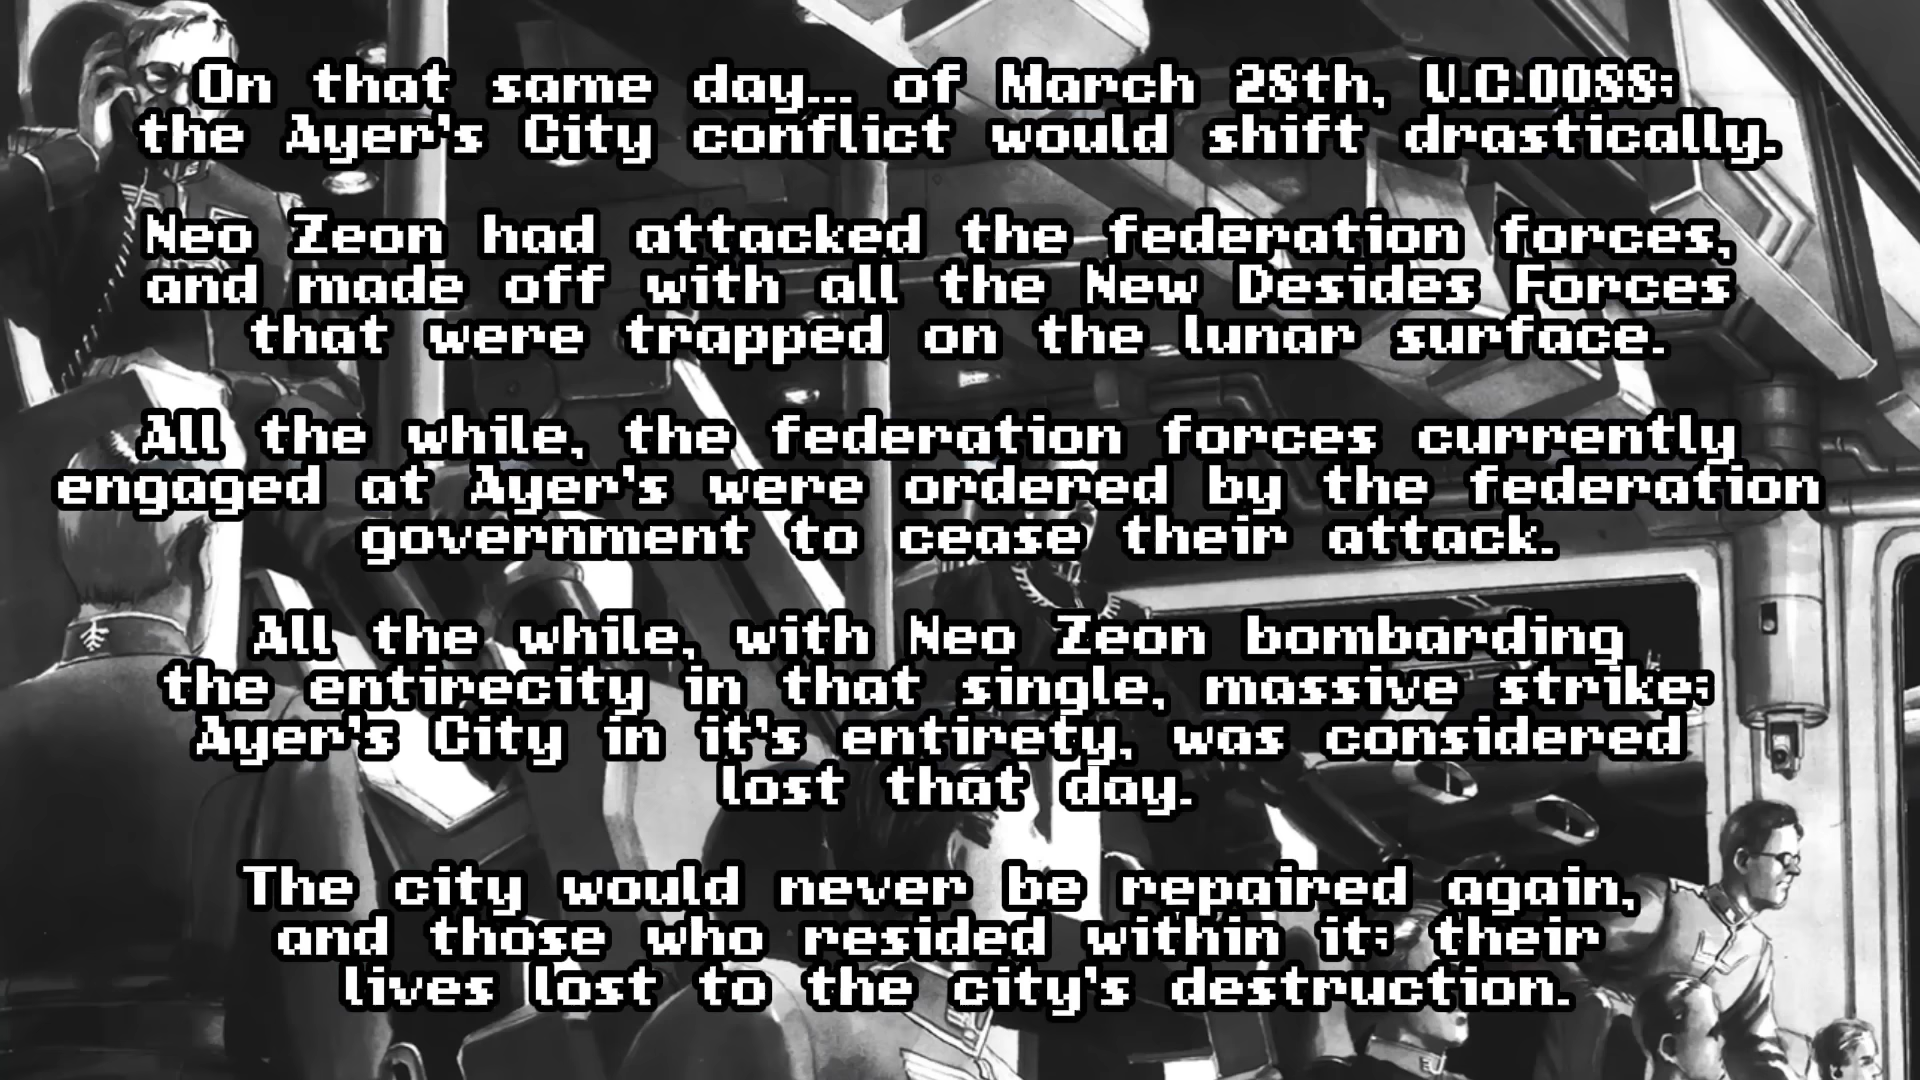 On that same day... of March 28th, U.C.0088;
the Ayer's City conflict would shift drastically.
Neo Zeon had attacked the federation forces,
and made off with all the New Desides Forces
that were trapped on the lunar surface.
All the while, the federation forces currently
engaged at Ayer's were ordered by the federation
government to cease their attack.
All the while, with Neo Zeon bombarding
the entirecity in that single, massive strike;
Ayer's City in it's entirety, was considered
lost that day.
The city would never be repaired again,
and those who resided within it; their
lives lost to the city's destruction.